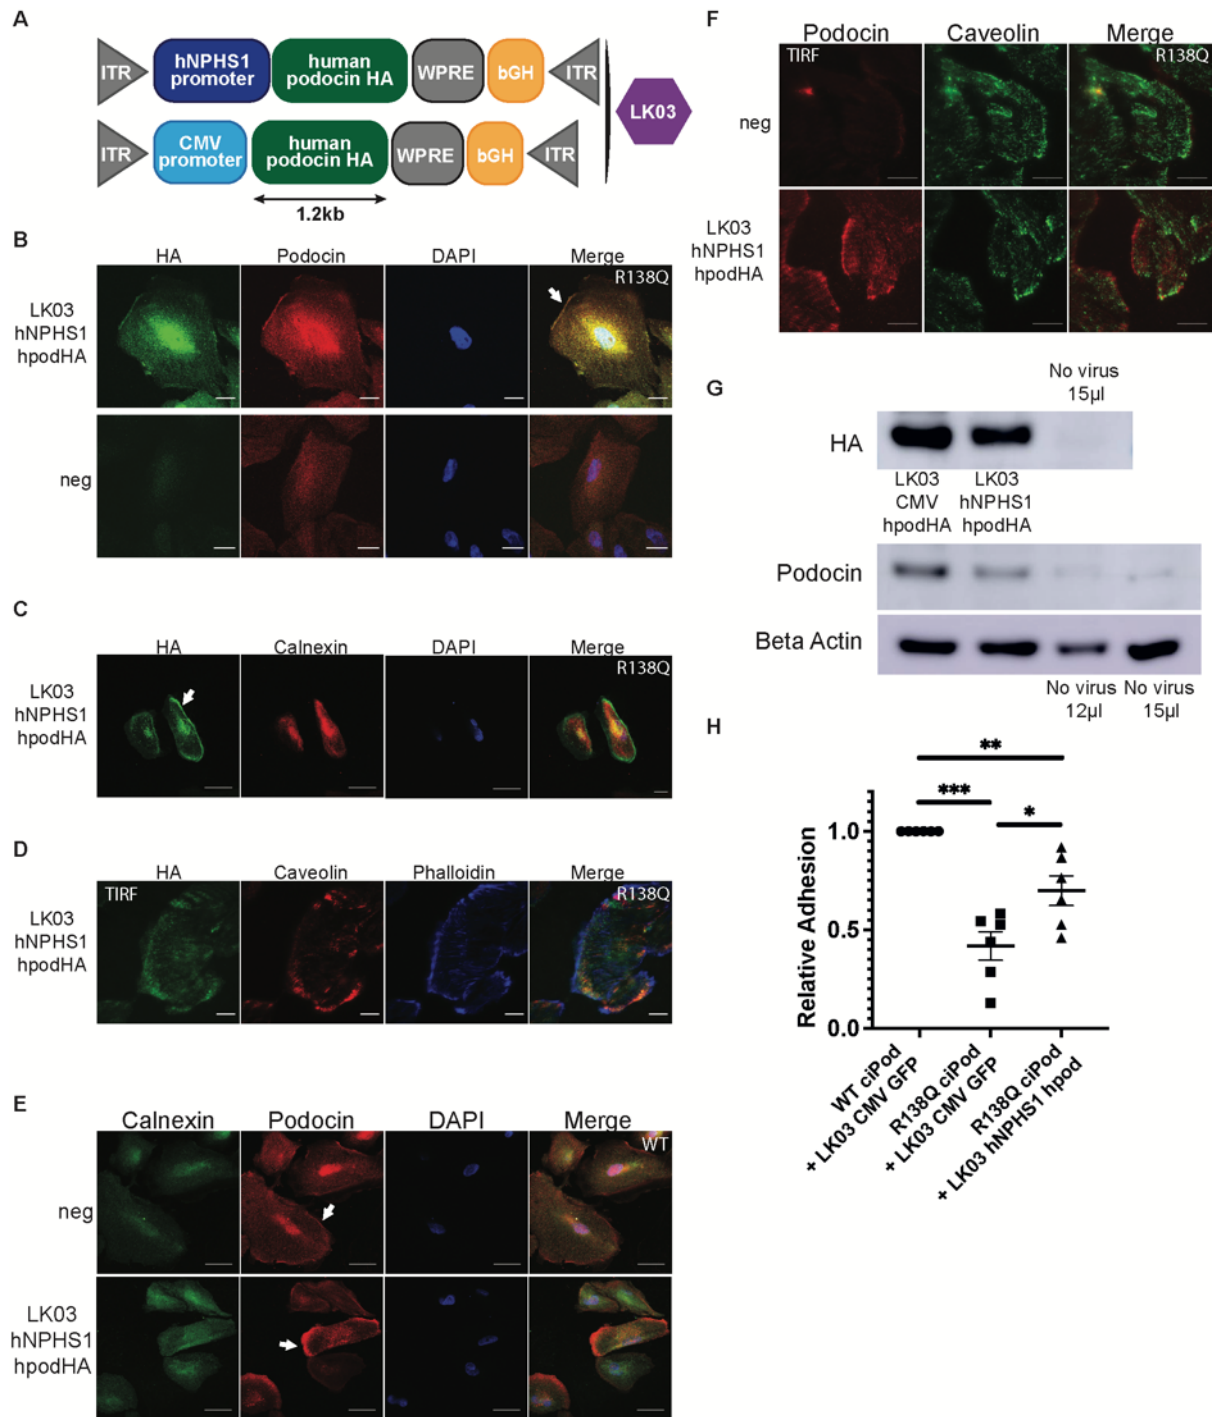 A
ITR
hNPHS1
promoter
human
podocin HA
WPRE
bGH
ITR
ITR
CMV
promoter
human
podocin HA
WPRE
bGH
ITR
LK03
1.2kb
B
HA
Podocin
DAPI
Merge
LK03
hNPHS1
hpodHA
R138Q
neg
C
HA
Calnexin
DAPI
Merge
LK03
hNPHS1
hpodHA
R138Q
D
HA
Caveolin
Phalloidin
Merge
LK03
hNPHS1
hpodHA
TIRF
R138Q
E
Calnexin
Podocin
DAPI
Merge
WT
neg
LK03
hNPHS1
hpodHA
F
Podocin
Caveolin
Merge
TIRF
R138Q
neg
LK03
hNPHS1
hpodHA
G
No virus
15µl
HA
LK03
CMV
hpodHA
LK03
hNPHS1
hpodHA
Podocin
Beta Actin
No virus
12µl
No virus
15µl
H
**
***
*
Relative Adhesion
1.0
0.5
0.0
WT ciPod
+ LK03 CMV GFP
R138Q ciPod
+ LK03 CMV GFP
R138Q ciPod
+ LK03 hNPHS1 hpod